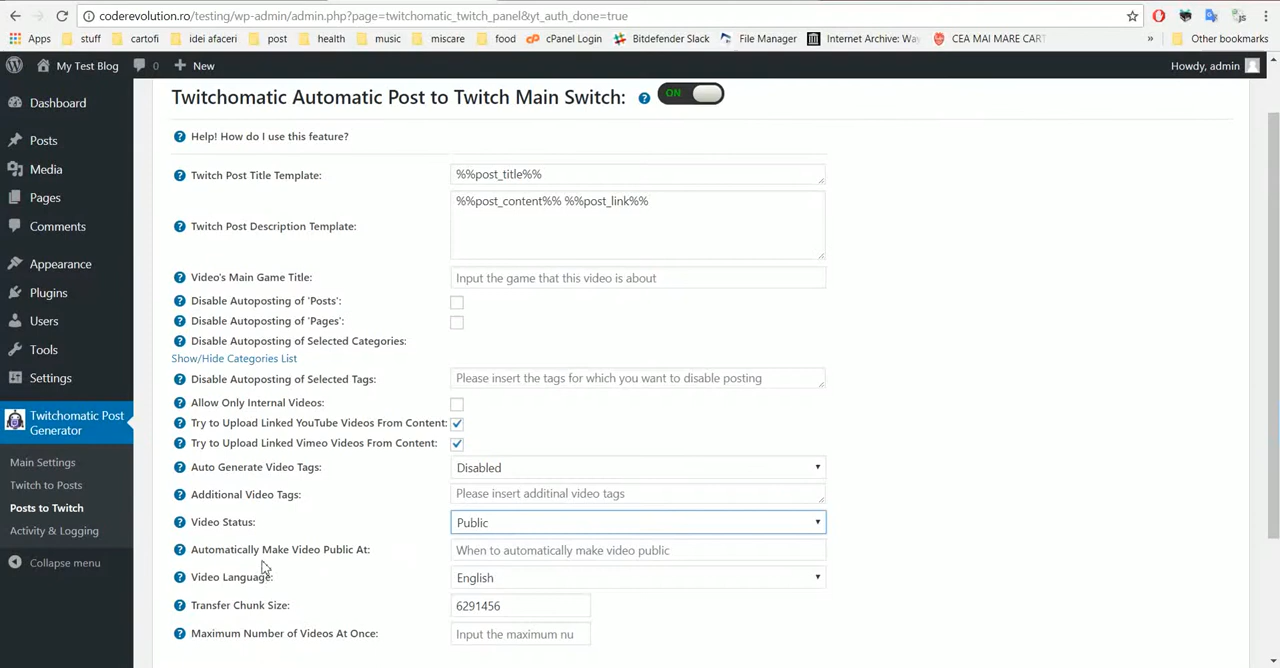 coderevolution.ro/testing/wp-admin/admin.php?page=twitchomatic_twitch_panel&yt_auth_done=true
Apps stuff cartofi idei afaceri post health music miscare food cPanel Login Bitdefender Slack File Manager Internet Archive: Way CEA MAI MARE CART » Other bookmarks
My Test Blog 0 New Howdy, admin
Dashboard
Posts
Media
Pages
Comments
Appearance
Plugins
Users
Tools
Settings
Twitchomatic Post
Generator
Main Settings
Twitch to Posts
Posts to Twitch
Activity & Logging
Collapse menu
Twitchomatic Automatic Post to Twitch Main Switch: ON
Help! How do I use this feature?
Twitch Post Title Template: %%post_title%%
Twitch Post Description Template: %%post_content%% %%post_link%%
Video's Main Game Title: Input the game that this video is about
Disable Autoposting of 'Posts':
Disable Autoposting of 'Pages':
Disable Autoposting of Selected Categories:
Show/Hide Categories List
Disable Autoposting of Selected Tags: Please insert the tags for which you want to disable posting
Allow Only Internal Videos:
Try to Upload Linked YouTube Videos From Content:
Try to Upload Linked Vimeo Videos From Content:
Auto Generate Video Tags: Disabled
Additional Video Tags: Please insert additinal video tags
Video Status: Public
Automatically Make Video Public At: When to automatically make video public
Video Language: English
Transfer Chunk Size: 6291456
Maximum Number of Videos At Once: Input the maximum nu